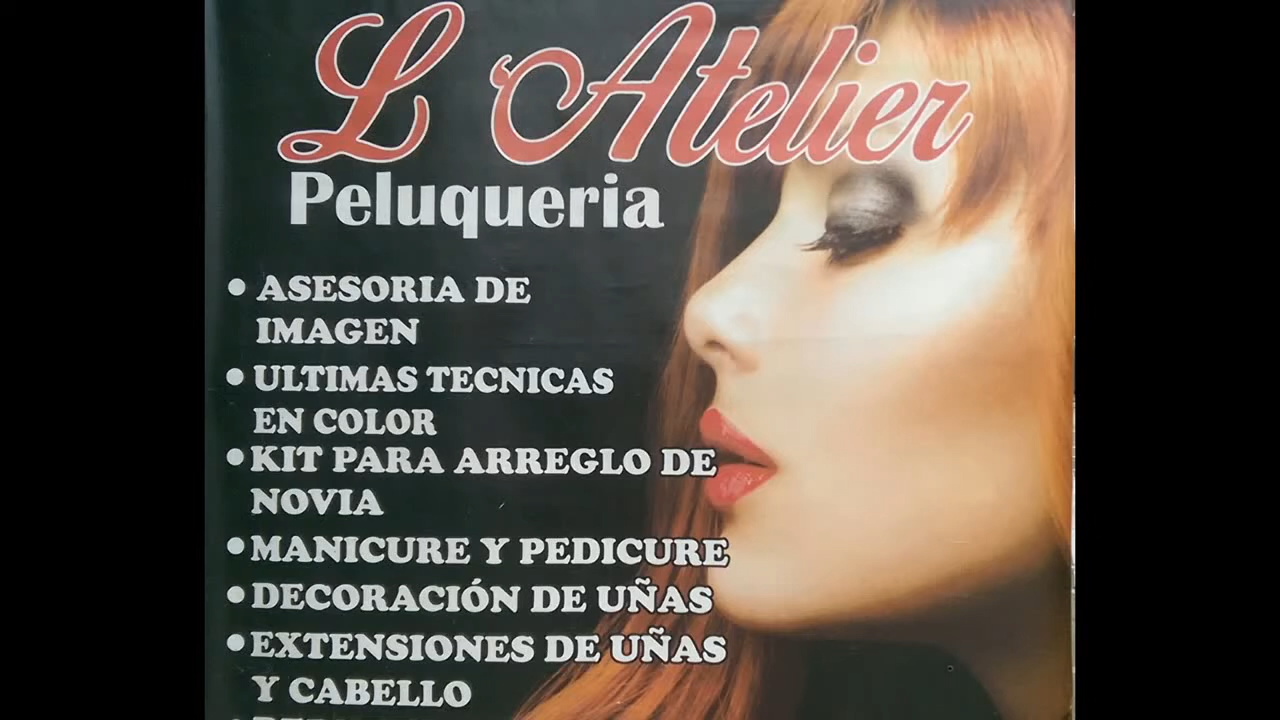 L 'Atelier
Peluqueria
• ASESORIA DE
IMAGEN
• ULTIMAS TECNICAS
EN COLOR
• KIT PARA ARREGLO DE
NOVIA
• MANICURE Y PEDICURE
• DECORACIÓN DE UÑAS
• EXTENSIONES DE UÑAS
Y CABELLO